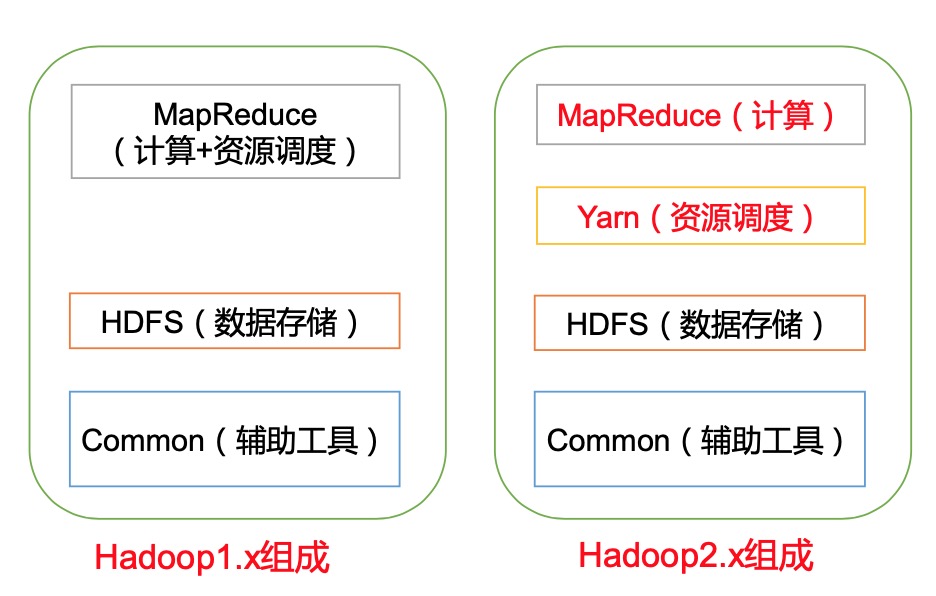 MapReduce
（计算+资源调度）
HDFS（数据存储）
Common（辅助工具）
Hadoop1.x组成
MapReduce（计算）
Yarn（资源调度）
HDFS（数据存储）
Common（辅助工具）
Hadoop2.x组成